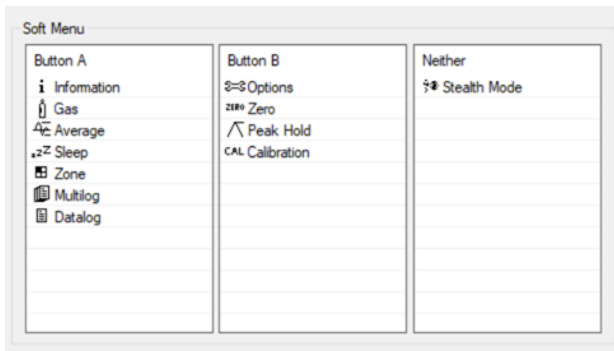 Soft Menu
Button A
i Information
Gas
Average
zzZ Sleep
Zone
Multilog
Datalog
Button B
Options
ZERO Zero
Peak Hold
CAL Calibration
Neither
Stealth Mode